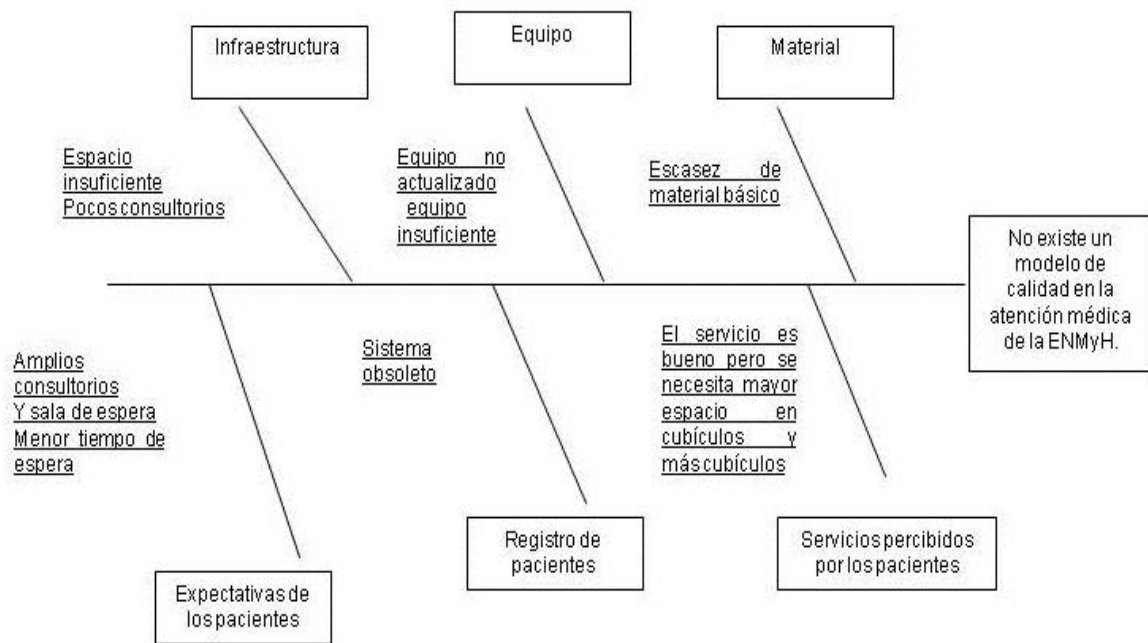 Infraestructura
Equipo
Material
Espacio
insuficiente
Pocos consultorios
Equipo no
actualizado
equipo
insuficiente
Escasez de
material básico
No existe un
modelo de
calidad en la
atención médica
de la ENMyH.
Amplios
consultorios
Y sala de espera
Menor tiempo de
espera
Sistema
obsoleto
El servicio es
bueno pero se
necesita mayor
espacio en
cubículos y
más cubículos
Expectativas de
los pacientes
Registro de
pacientes
Servicios percibidos
por los pacientes